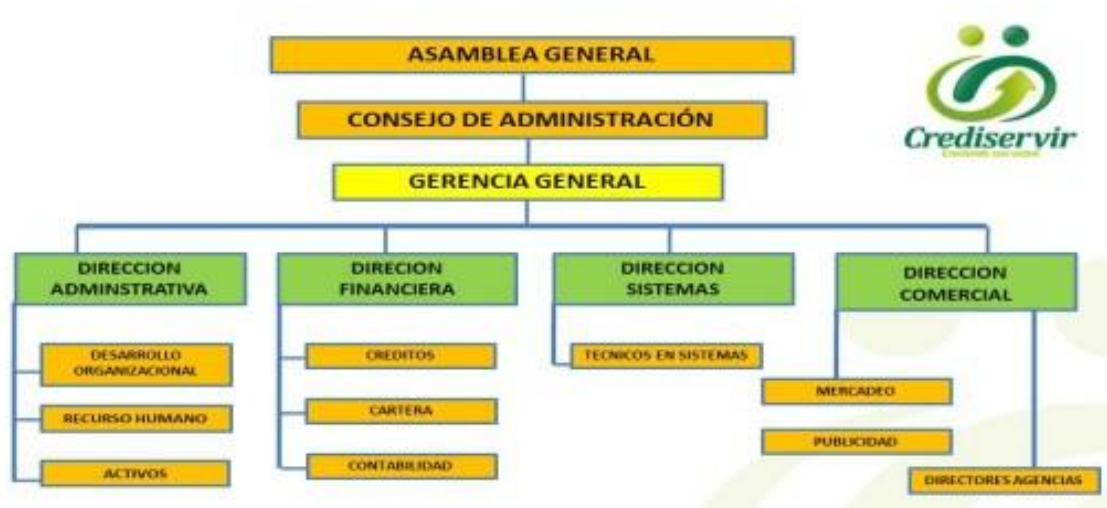 ASAMBLEA GENERAL
CONSEJO DE ADMINISTRACIÓN
GERENCIA GENERAL
Crediservir
DIRECCION
ADMINSTRATIVA
DIRECION
FINANCIERA
DIRECCION
SISTEMAS
DIRECCION
COMERCIAL
DESARROLLO
ORGANIZACIONAL
RECURSO HUMANO
ACTIVOS
CREDITOS
CARTERA
CONTABILIDAD
TECNICOS EN SISTEMAS
MERCADEO
PUBLICIDAD
DIRECTORES AGENCIAS